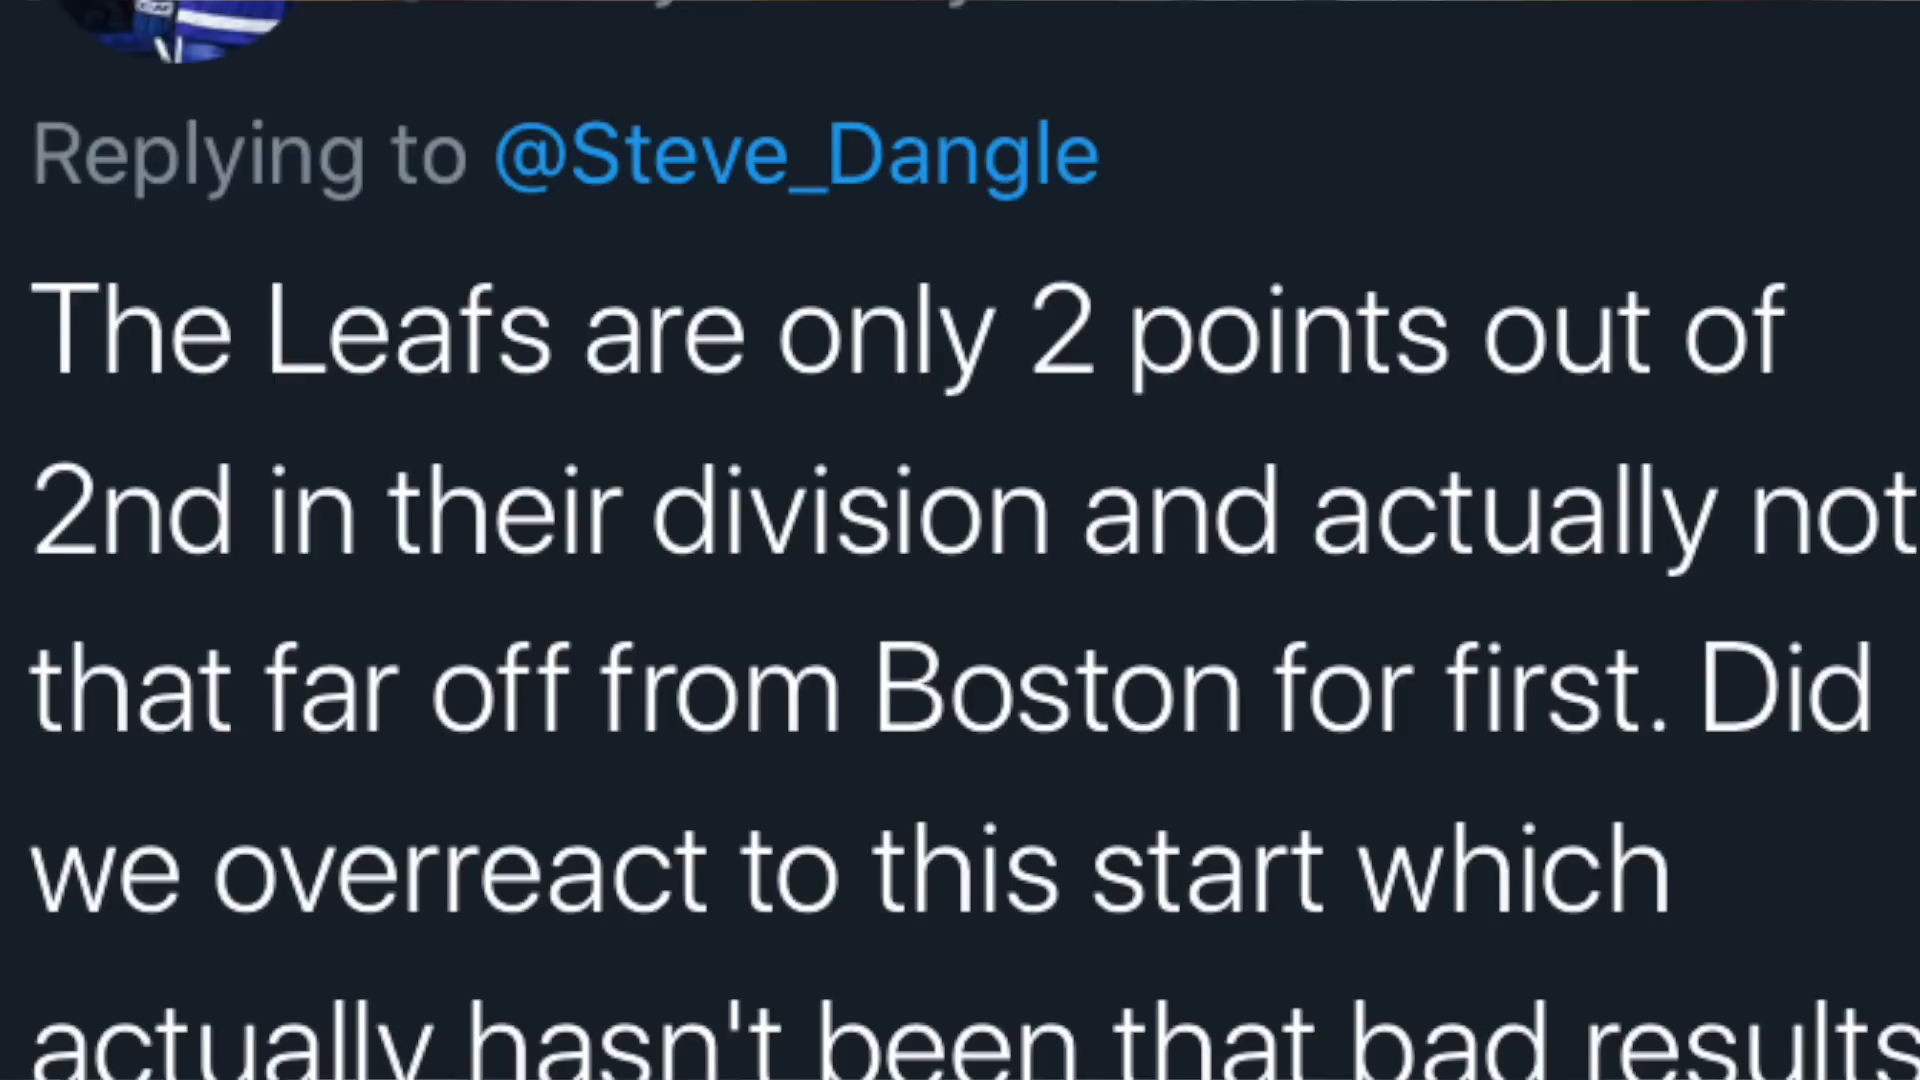 Replying to @Steve_Dangle
The Leafs are only 2 points out of
2nd in their division and actually not
that far off from Boston for first. Did
we overreact to this start which
actually hasn't been that bad results